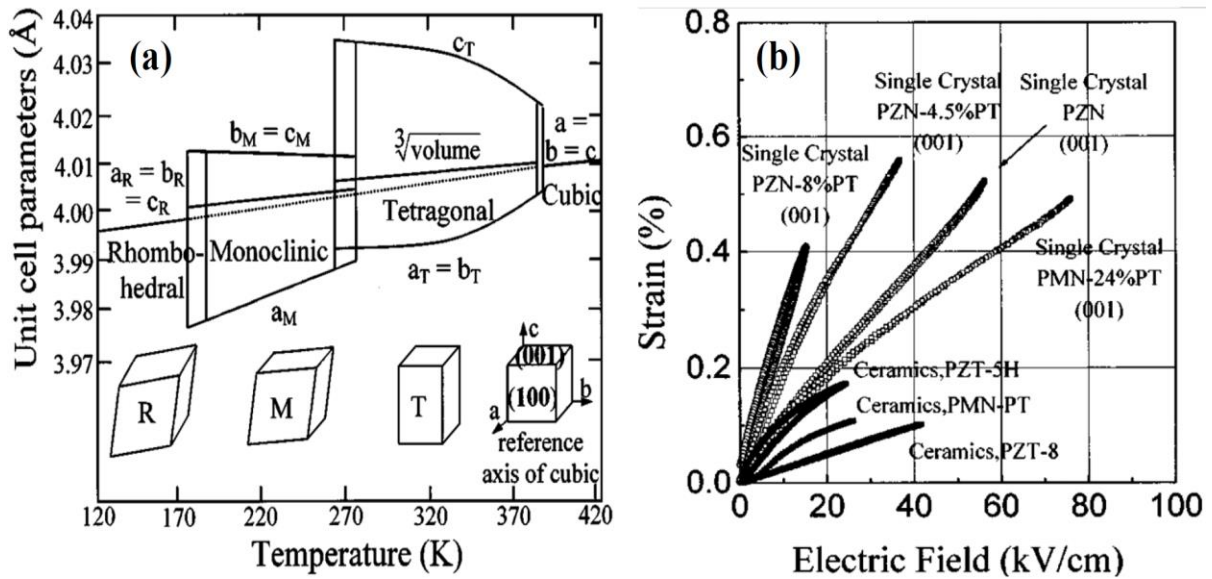 (a)
Unit cell parameters (Å)
4.04
4.03
4.02
4.01
4.00
3.99
3.98
3.97
c_T
b_M = c_M
∛volume
a =
b = c
a_R = b_R
= c_R
Tetragonal
Cubic
Rhombo-
hedral
Monoclinic
a_T = b_T
a_M
R
M
T
c
(001)
(100)
a
b
reference
axis of cubic
120 170 220 270 320 370 420
Temperature (K)
(b)
Strain (%)
0.8
0.6
0.4
0.2
0.0
Single Crystal
PZN-4.5%PT
(001)
Single Crystal
PZN
(001)
Single Crystal
PZN-8%PT
(001)
Single Crystal
PMN-24%PT
(001)
Ceramics,PZT-5H
Ceramics,PMN-PT
Ceramics,PZT-8
0 20 40 60 80 100
Electric Field (kV/cm)